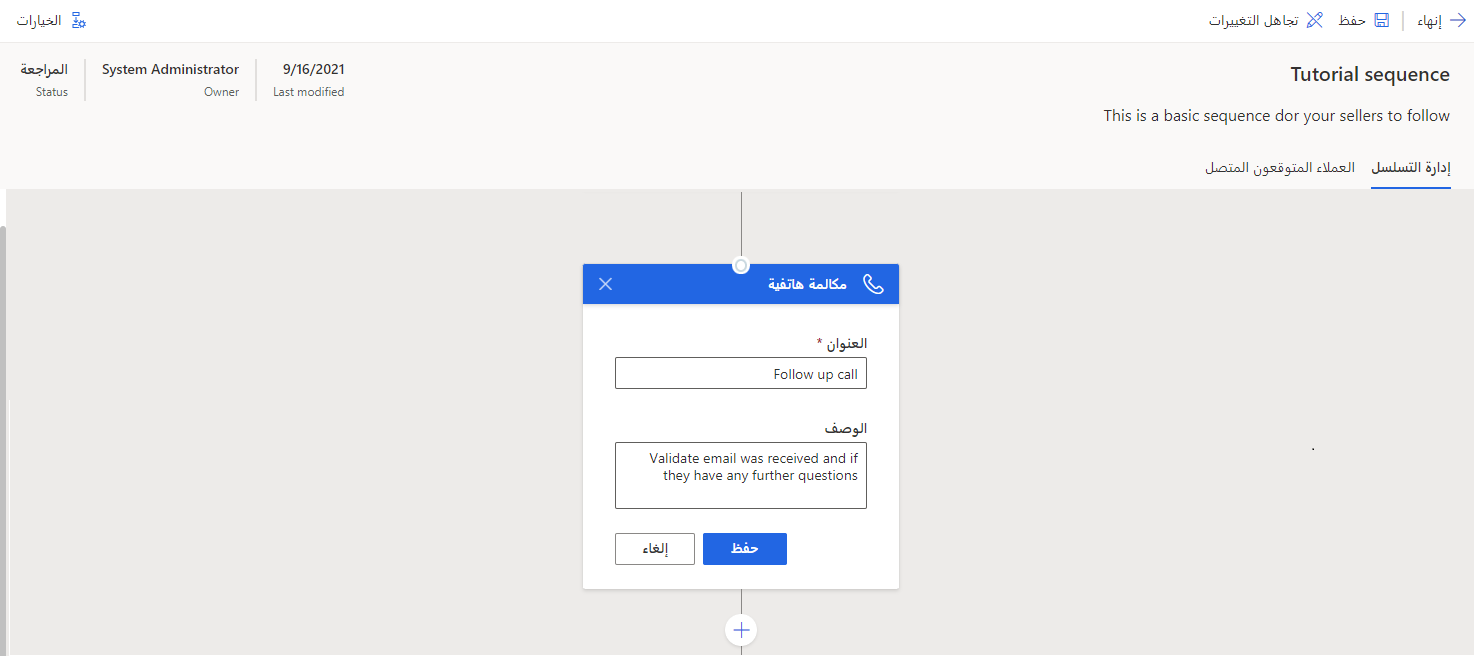 إنهاء
حفظ
تجاهل التغييرات
الخيارات
Tutorial sequence
This is a basic sequence dor your sellers to follow
9/16/2021
Last modified
System Administrator
Owner
المراجعة
Status
إدارة التسلسل
العملاء المتوقعون المتصل
مكالمة هاتفية
العنوان *
Follow up call
الوصف
Validate email was received and if
they have any further questions
حفظ
إلغاء